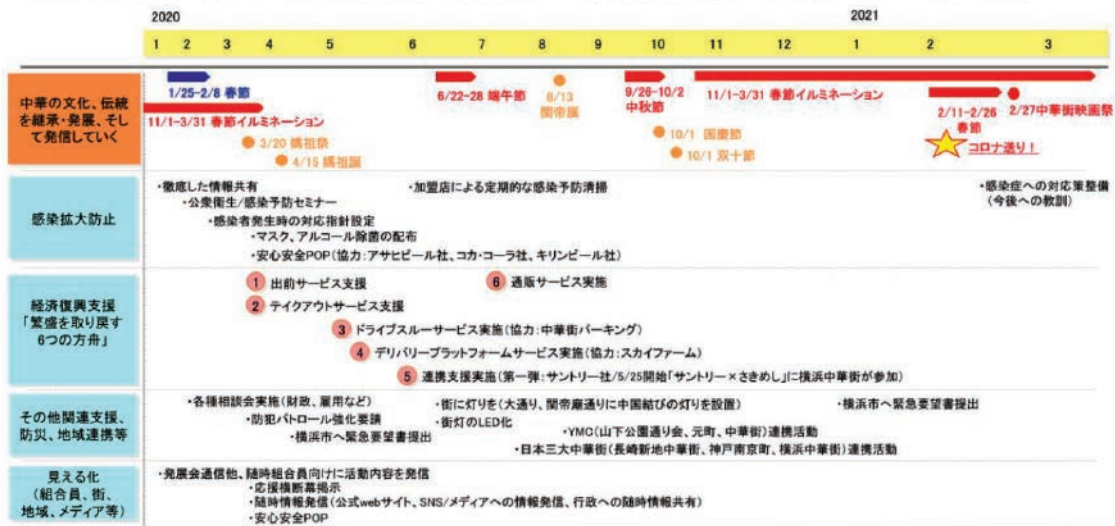 2020
2021
1 2 3 4 5 6 7 8 9 10 11 12 1 2 3
中華の文化、伝統
を継承・発展、そし
て発信していく
1/25-2/8 春節
11/1-3/31 春節イルミネーション
3/20 媽祖祭
4/15 媽祖誕
6/22-28 端午節
8/13
関帝誕
9/26-10/2
中秋節
10/1 国慶節
10/1 双十節
11/1-3/31 春節イルミネーション
2/11-2/26
春節
コロナ送り！
2/27中華街映画祭
感染拡大防止
・徹底した情報共有
・公衆衛生/感染予防セミナー
・感染者発生時の対応指針設定
・マスク、アルコール除菌の配布
・安心安全POP(協力:アサヒビール社、コカ・コーラ社、キリンビール社)
・加盟店による定期的な感染予防清掃
・感染症への対応策整備
(今後への教訓)
経済復興支援
「繁盛を取り戻す
6つの方舟」
1 出前サービス支援
2 テイクアウトサービス支援
3 ドライブスルーサービス実施(協力:中華街パーキング)
4 デリバリープラットフォームサービス実施(協力:スカイファーム)
5 連携支援実施(第一弾:サントリー社/5/25開始「サントリー×さきめし」に横浜中華街が参加)
6 通販サービス実施
その他関連支援、
防災、地域連携等
・各種相談会実施(財政、雇用など)
・防犯パトロール強化要請
・横浜市へ緊急要望書提出
・街に灯りを(大通り、関帝廟通りに中国結びの灯りを設置)
・街灯のLED化
・YMC(山下公園通り会、元町、中華街)連携活動
・日本三大中華街(長崎新地中華街、神戸南京町、横浜中華街)連携活動
・横浜市へ緊急要望書提出
見える化
(組合員、街、
地域、メディア等)
・発展会通信他、随時組合員向けに活動内容を発信
・応援横断幕掲示
・随時情報発信(公式webサイト、SNS/メディアへの情報発信、行政への随時情報共有)
・安心安全POP